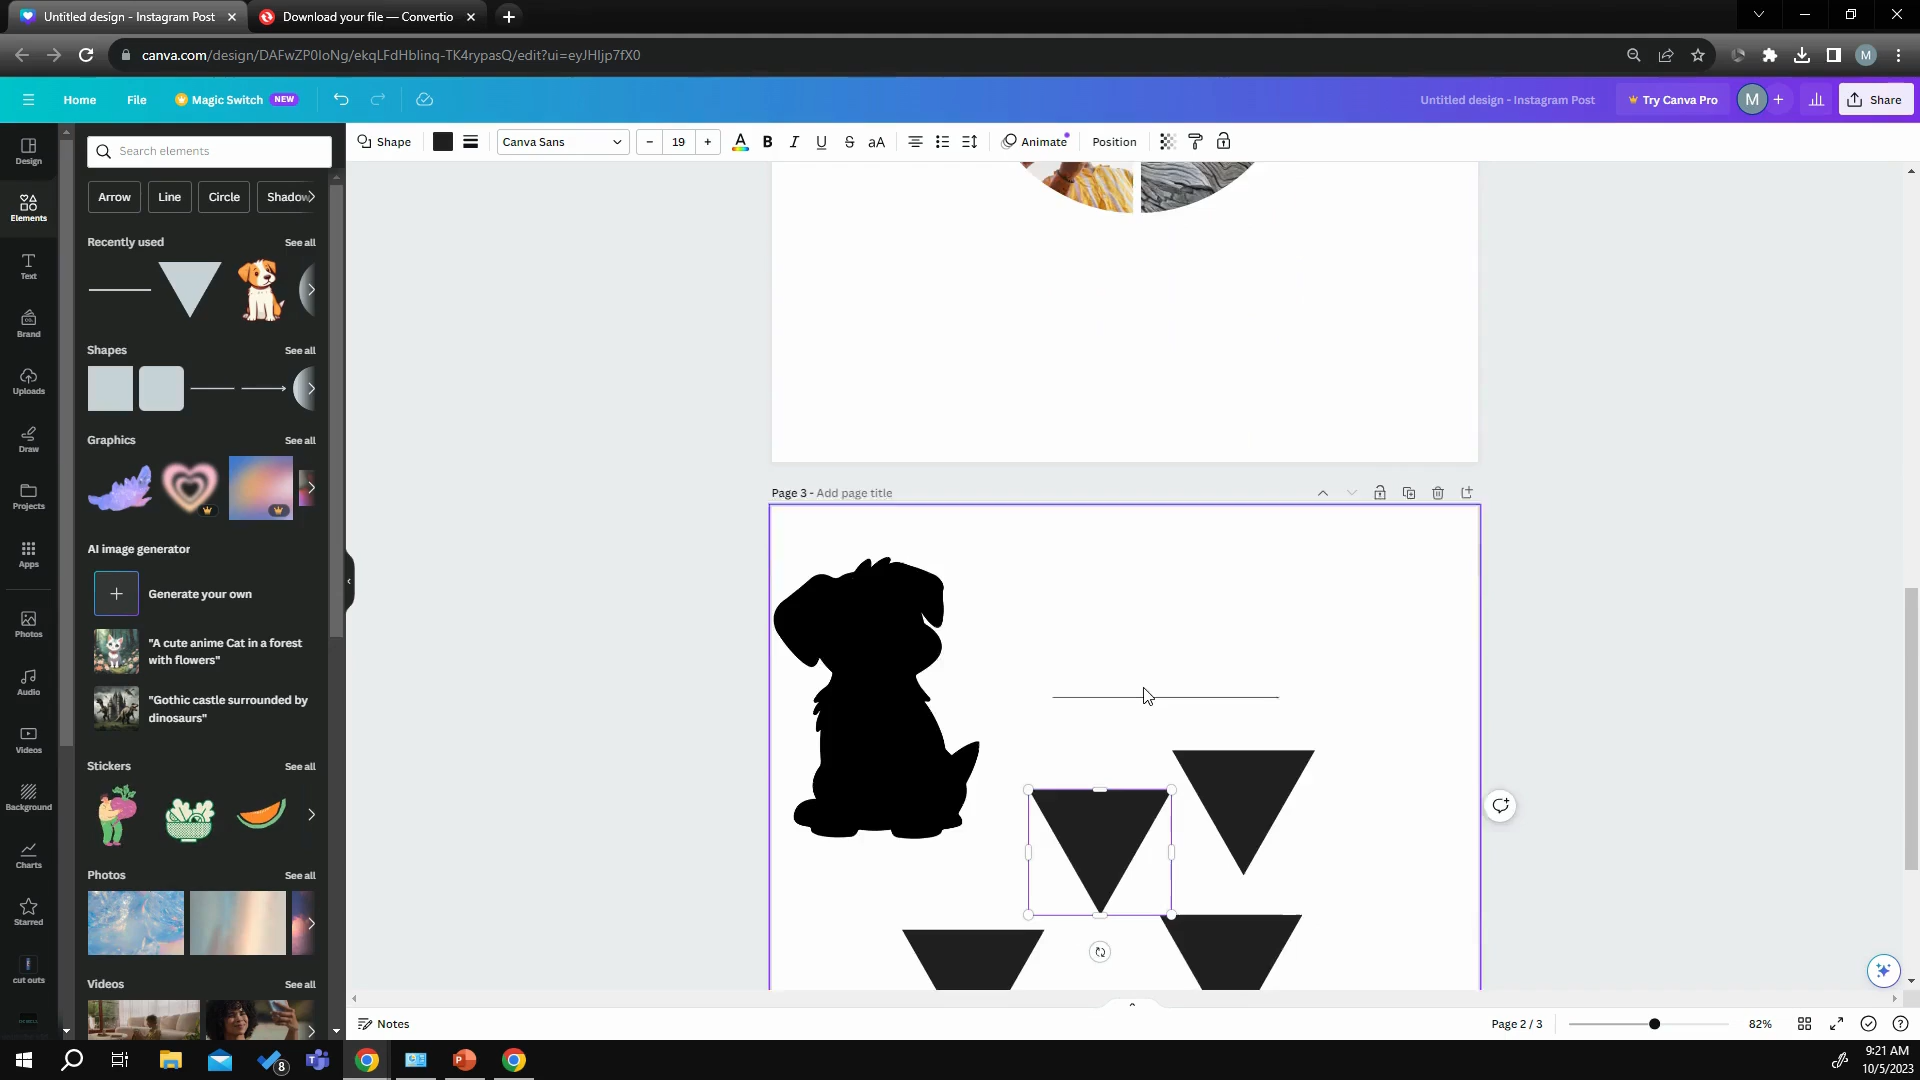 Untitled design - Instagram Post
Download your file — Convertio
canva.com/design/DAFwZP0IoNg/ekqLFdHblinq-TK4rypasQ/edit?ui=eyJHIjp7fX0
M
Home
File
Magic Switch NEW
Untitled design - Instagram Post
Try Canva Pro
M
Share
Shape
Canva Sans
19
A
B
I
U
S
aA
Animate
Position
Design
Elements
Text
Brand
Uploads
Draw
Projects
Apps
Photos
Audio
Videos
Background
Charts
Starred
cut outs
Search elements
Arrow
Line
Circle
Shadow
Recently used
See all
Shapes
See all
Graphics
See all
AI image generator
Generate your own
"A cute anime Cat in a forest
with flowers"
"Gothic castle surrounded by
dinosaurs"
Stickers
See all
Photos
See all
Videos
See all
Page 3 - Add page title
Notes
Page 2 / 3
82%
8
9:21 AM
10/5/2023